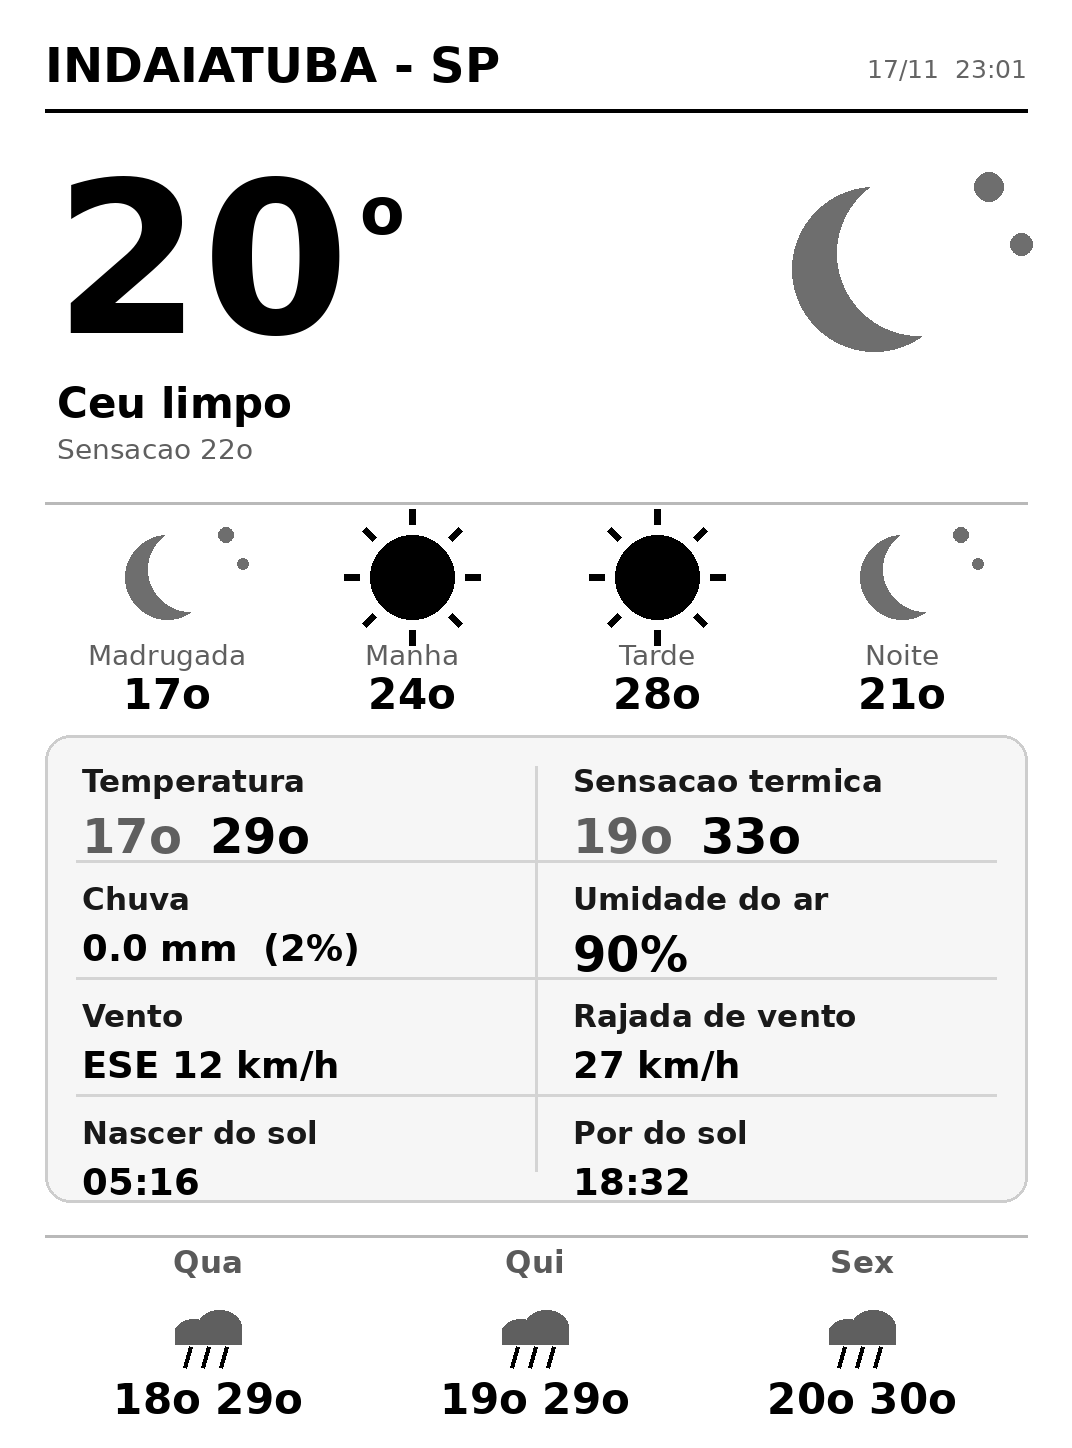 INDAIATUBA - SP 17/11 23:01
20o
Ceu limpo
Sensacao 22o
Madrugada Manha Tarde Noite
17o 24o 28o 21o
Temperatura Sensacao termica
17o 29o 19o 33o
Chuva Umidade do ar
0.0 mm (2%) 90%
Vento Rajada de vento
ESE 12 km/h 27 km/h
Nascer do sol Por do sol
05:16 18:32
Qua Qui Sex
18o 29o 19o 29o 20o 30o